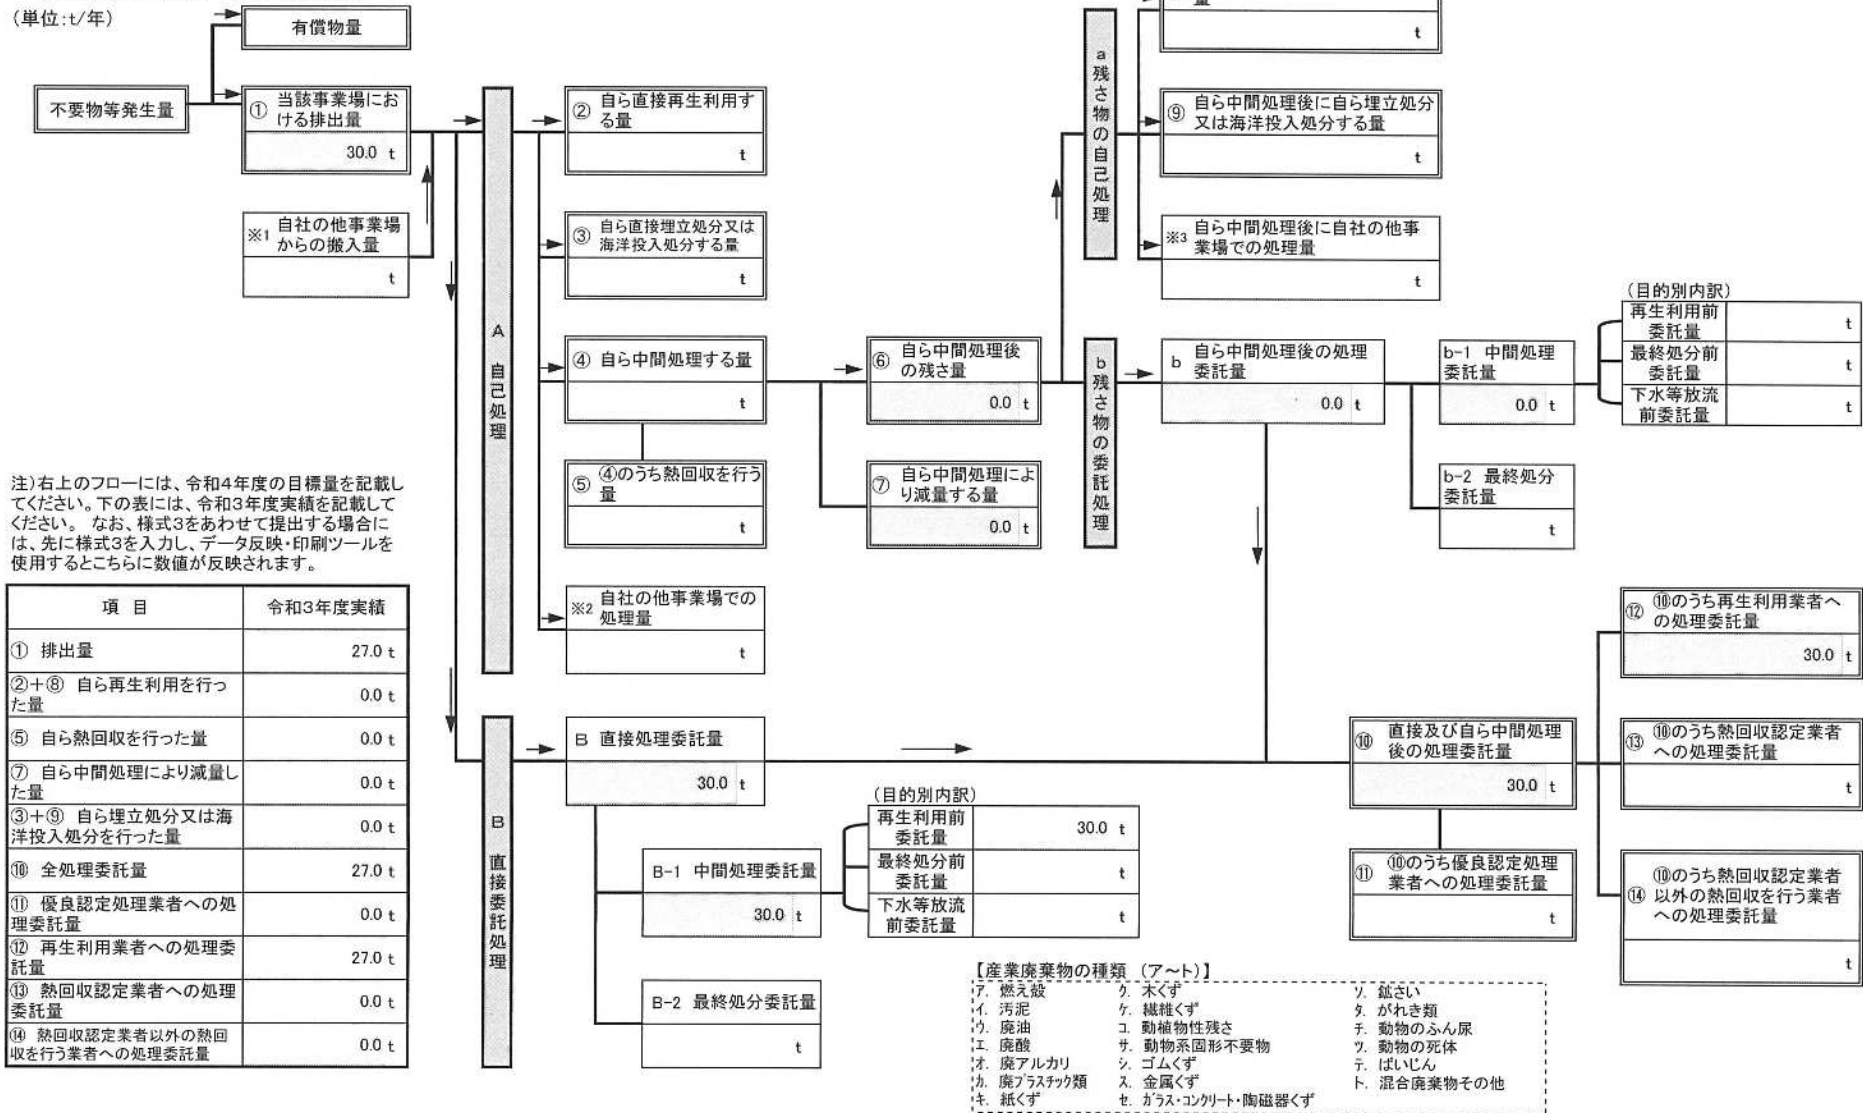 (単位:t/年)
有償物量
不要物等発生量
① 当該事業場にお
ける排出量
30.0 t
※1 自社の他事業場
からの搬入量
t
A 自己処理
② 自ら直接再生利用す
る量
t
③ 自ら直接埋立処分又は
海洋投入処分する量
t
④ 自ら中間処理する量
t
⑤ ④のうち熱回収を行う
量
t
※2 自社の他事業場での
処理量
t
⑥ 自ら中間処理後
の残さ量
0.0 t
⑦ 自ら中間処理によ
り減量する量
0.0 t
a 残さ物の自己処理
量
t
⑨ 自ら中間処理後に自ら埋立処分
又は海洋投入処分する量
t
※3 自ら中間処理後に自社の他事
業場での処理量
t
b 残さ物の委託処理
b 自ら中間処理後の処理
委託量
0.0 t
b-1 中間処理
委託量
0.0 t
b-2 最終処分
委託量
t
(目的別内訳)
再生利用前
委託量 t
最終処分前
委託量 t
下水等放流
前委託量 t
注)右上のフローには、令和4年度の目標量を記載し
てください。下の表には、令和3年度実績を記載して
ください。 なお、様式3をあわせて提出する場合に
は、先に様式3を入力し、データ反映・印刷ツールを
使用するとこちらに数値が反映されます。
項 目 令和3年度実績
① 排出量 27.0 t
②+⑧ 自ら再生利用を行っ
た量 0.0 t
⑤ 自ら熱回収を行った量 0.0 t
⑦ 自ら中間処理により減量し
た量 0.0 t
③+⑨ 自ら埋立処分又は海
洋投入処分を行った量 0.0 t
⑩ 全処理委託量 27.0 t
⑪ 優良認定処理業者への処
理委託量 0.0 t
⑫ 再生利用業者への処理委
託量 27.0 t
⑬ 熱回収認定業者への処理
委託量 0.0 t
⑭ 熱回収認定業者以外の熱回
収を行う業者への処理委託量 0.0 t
B 直接委託処理
B 直接処理委託量
30.0 t
B-1 中間処理委託量
30.0 t
B-2 最終処分委託量
t
(目的別内訳)
再生利用前
委託量 30.0 t
最終処分前
委託量 t
下水等放流
前委託量 t
⑩ 直接及び自ら中間処理
後の処理委託量
30.0 t
⑪ ⑩のうち優良認定処理
業者への処理委託量
t
⑫ ⑩のうち再生利用業者へ
の処理委託量
30.0 t
⑬ ⑩のうち熱回収認定業者
への処理委託量
t
⑭ ⑩のうち熱回収認定業者
以外の熱回収を行う業者
への処理委託量
t
【産業廃棄物の種類 (ア~ト)】
ア. 燃え殻 ク. 木くず ソ. 鉱さい
イ. 汚泥 ケ. 繊維くず タ. がれき類
ウ. 廃油 コ. 動植物性残さ チ. 動物のふん尿
エ. 廃酸 サ. 動物系固形不要物 ツ. 動物の死体
オ. 廃アルカリ シ. ゴムくず テ. ばいじん
カ. 廃プラスチック類 ス. 金属くず ト. 混合廃棄物その他
キ. 紙くず セ. ガラス・コンクリート・陶磁器くず